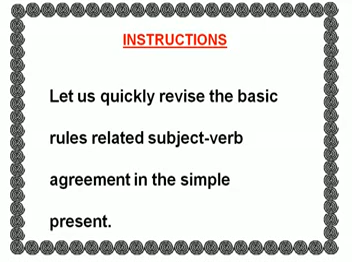 INSTRUCTIONS
Let us quickly revise the basic
rules related subject-verb
agreement in the simple
present.